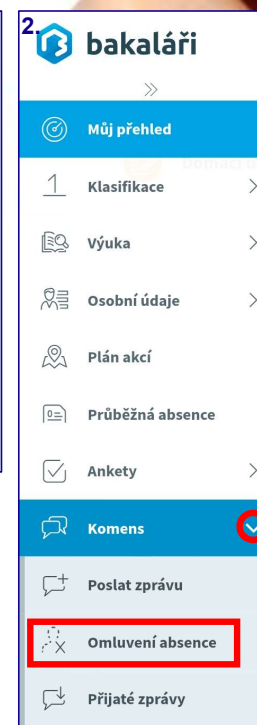 2.
bakaláři
Můj přehled
Klasifikace
Výuka
Osobní údaje
Plán akcí
Průběžná absence
Ankety
Komens
Poslat zprávu
Omluvení absence
Přijaté zprávy